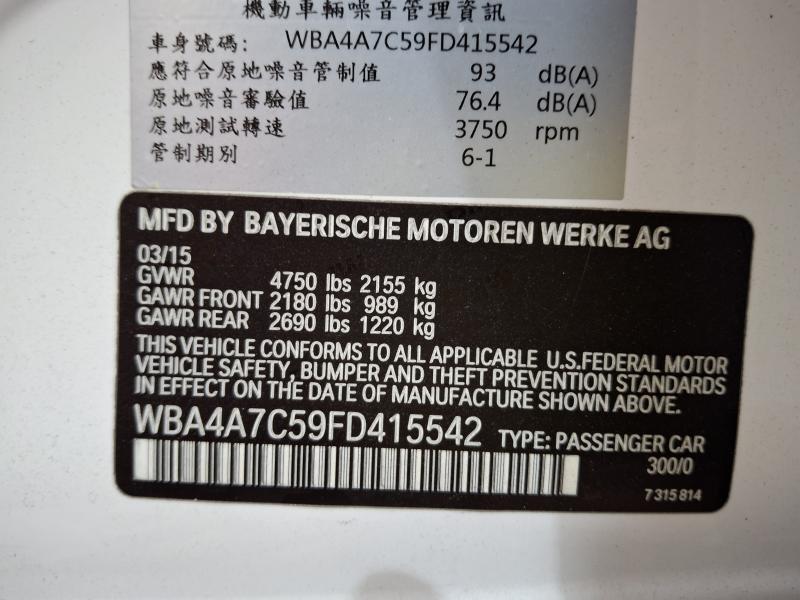 機動車輛噪音管理資訊
車身號碼: WBA4A7C59FD415542
應符合原地噪音管制值 93 dB(A)
原地噪音審驗值 76.4 dB(A)
原地測試轉速 3750 rpm
管制期別 6-1
MFD BY BAYERISCHE MOTOREN WERKE AG
03/15
GVWR 4750 lbs 2155 kg
GAWR FRONT 2180 lbs 989 kg
GAWR REAR 2690 lbs 1220 kg
THIS VEHICLE CONFORMS TO ALL APPLICABLE U.S.FEDERAL MOTOR
VEHICLE SAFETY, BUMPER AND THEFT PREVENTION STANDARDS
IN EFFECT ON THE DATE OF MANUFACTURE SHOWN ABOVE.
WBA4A7C59FD415542 TYPE: PASSENGER CAR
300/0
7 315 814